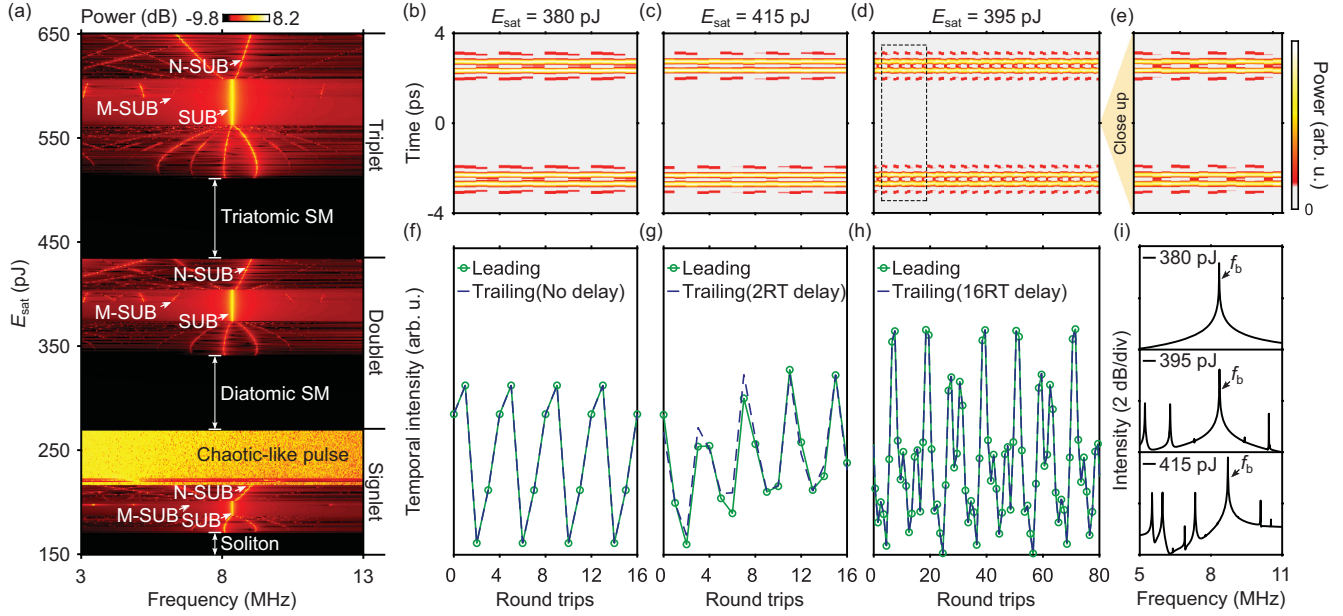 (a) Power (dB) -9.8 8.2
650
550
450
350
250
150
E_sat (pJ)
3 8 13
Frequency (MHz)
N-SUB
M-SUB
SUB
Triatomic SM
N-SUB
M-SUB
SUB
Diatomic SM
Chaotic-like pulse
N-SUB
M-SUB
SUB
Soliton
Triplet
Doublet
Signlet
(b) E_sat = 380 pJ
(c) E_sat = 415 pJ
(d) E_sat = 395 pJ
(e)
4
0
-4
Time (ps)
Close up
Power (arb. u.)
0
(f)
Leading
Trailing(No delay)
Temporal intensity (arb. u.)
0 4 8 12 16
Round trips
(g)
Leading
Trailing(2RT delay)
0 4 8 12 16
Round trips
(h)
Leading
Trailing(16RT delay)
0 20 40 60 80
Round trips
(i)
380 pJ
f_b
395 pJ
f_b
415 pJ
f_b
Intensity (2 dB/div)
5 8 11
Frequency (MHz)